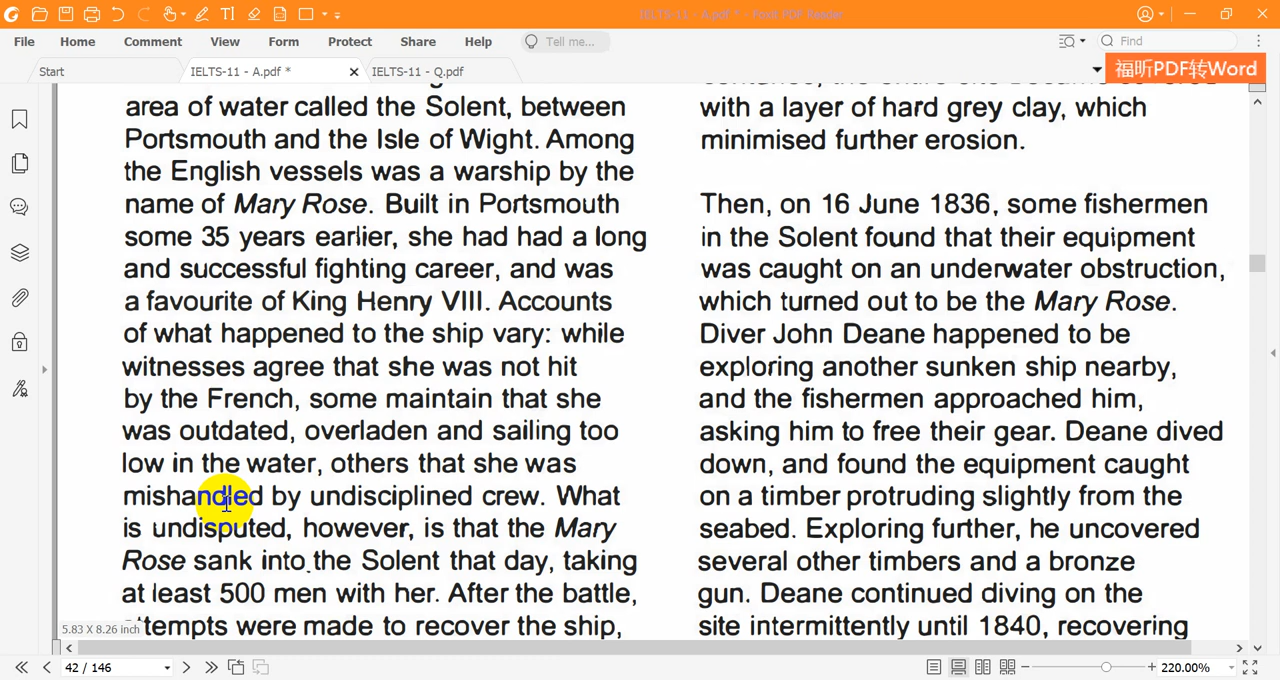 IELTS-11 - A.pdf * - Foxit PDF Reader
File Home Comment View Form Protect Share Help Tell me... Find
Start IELTS-11 - A.pdf * IELTS-11 - Q.pdf 福昕PDF转Word
area of water called the Solent, between
Portsmouth and the Isle of Wight. Among
the English vessels was a warship by the
name of Mary Rose. Built in Portsmouth
some 35 years earlier, she had had a long
and successful fighting career, and was
a favourite of King Henry VIII. Accounts
of what happened to the ship vary: while
witnesses agree that she was not hit
by the French, some maintain that she
was outdated, overladen and sailing too
low in the water, others that she was
mishandled by undisciplined crew. What
is undisputed, however, is that the Mary
Rose sank into the Solent that day, taking
at least 500 men with her. After the battle,
attempts were made to recover the ship,
with a layer of hard grey clay, which
minimised further erosion.
Then, on 16 June 1836, some fishermen
in the Solent found that their equipment
was caught on an underwater obstruction,
which turned out to be the Mary Rose.
Diver John Deane happened to be
exploring another sunken ship nearby,
and the fishermen approached him,
asking him to free their gear. Deane dived
down, and found the equipment caught
on a timber protruding slightly from the
seabed. Exploring further, he uncovered
several other timbers and a bronze
gun. Deane continued diving on the
site intermittently until 1840, recovering
5.83 X 8.26 inch
42 / 146
220.00%